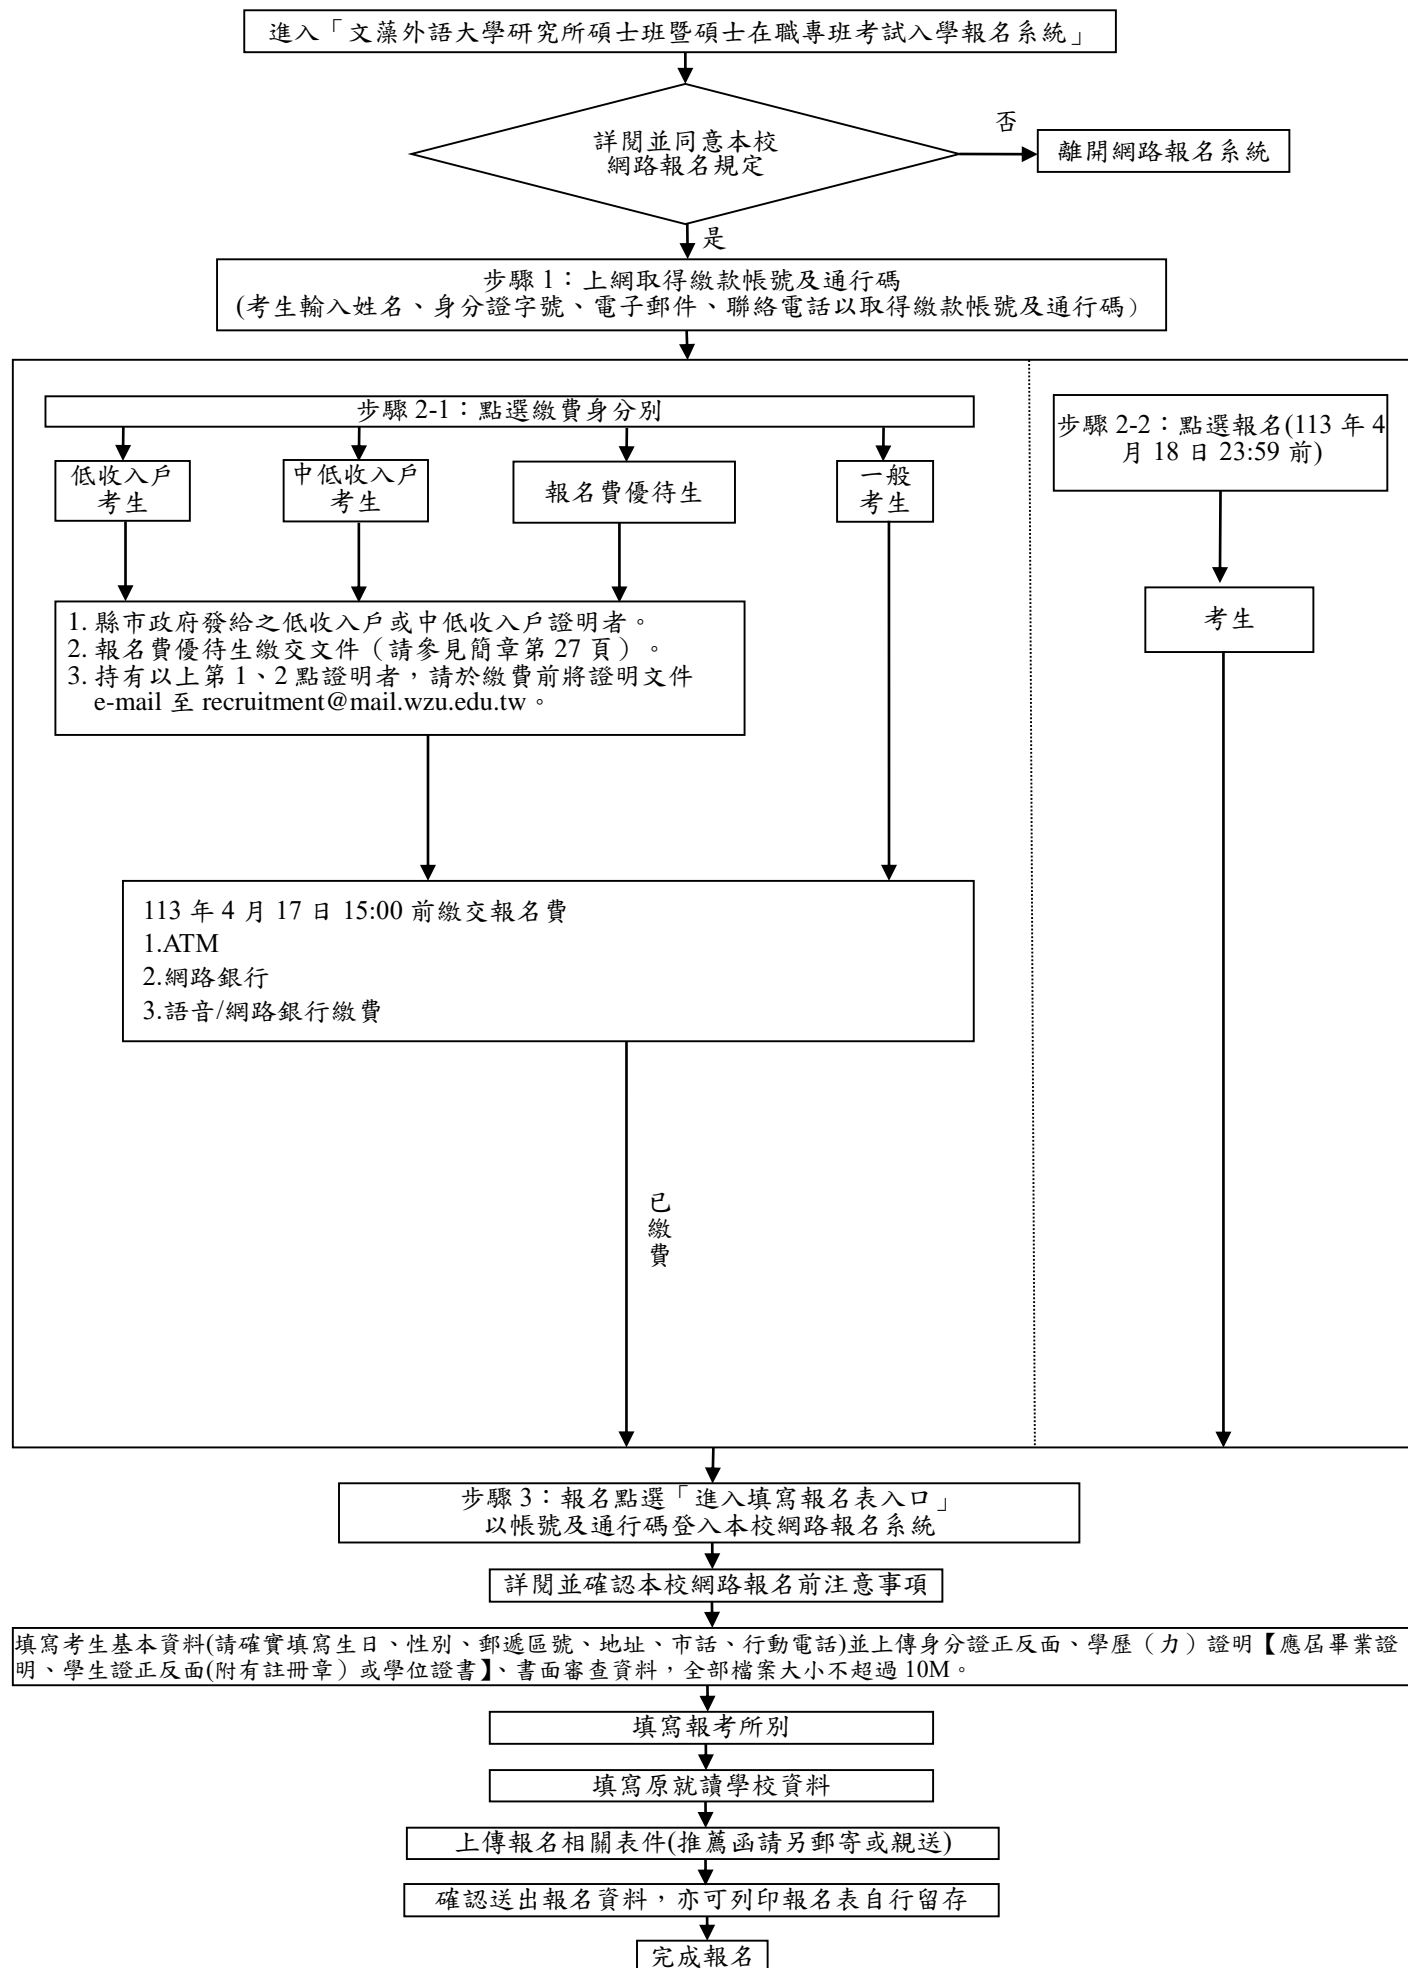 進入「文藻外語大學研究所碩士班暨碩士在職專班考試入學報名系統」
詳閱並同意本校
網路報名規定
否
離開網路報名系統
是
步驟 1：上網取得繳款帳號及通行碼
(考生輸入姓名、身分證字號、電子郵件、聯絡電話以取得繳款帳號及通行碼）
步驟 2-1：點選繳費身分別
低收入戶
考生
中低收入戶
考生
報名費優待生
一般
考生
1. 縣市政府發給之低收入戶或中低收入戶證明者。
2. 報名費優待生繳交文件（請參見簡章第 27 頁）。
3. 持有以上第 1、2 點證明者，請於繳費前將證明文件
e-mail 至 recruitment@mail.wzu.edu.tw。
113 年 4 月 17 日 15:00 前繳交報名費
1.ATM
2.網路銀行
3.語音/網路銀行繳費
已
繳
費
步驟 2-2：點選報名(113 年 4
月 18 日 23:59 前)
考生
步驟 3：報名點選「進入填寫報名表入口」
以帳號及通行碼登入本校網路報名系統
詳閱並確認本校網路報名前注意事項
填寫考生基本資料(請確實填寫生日、性別、郵遞區號、地址、市話、行動電話)並上傳身分證正反面、學歷（力）證明【應屆畢業證
明、學生證正反面(附有註冊章）或學位證書】、書面審查資料，全部檔案大小不超過 10M。
填寫報考所別
填寫原就讀學校資料
上傳報名相關表件(推薦函請另郵寄或親送)
確認送出報名資料，亦可列印報名表自行留存
完成報名